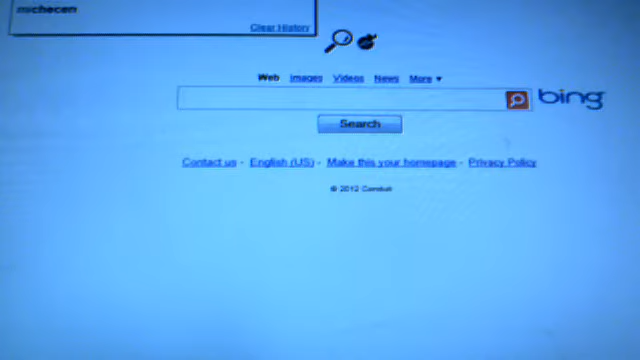 michecen
Clear History
Web Images Videos News More
bing
Search
Contact us - English (US) - Make this your homepage - Privacy Policy
© 2012 Conduit